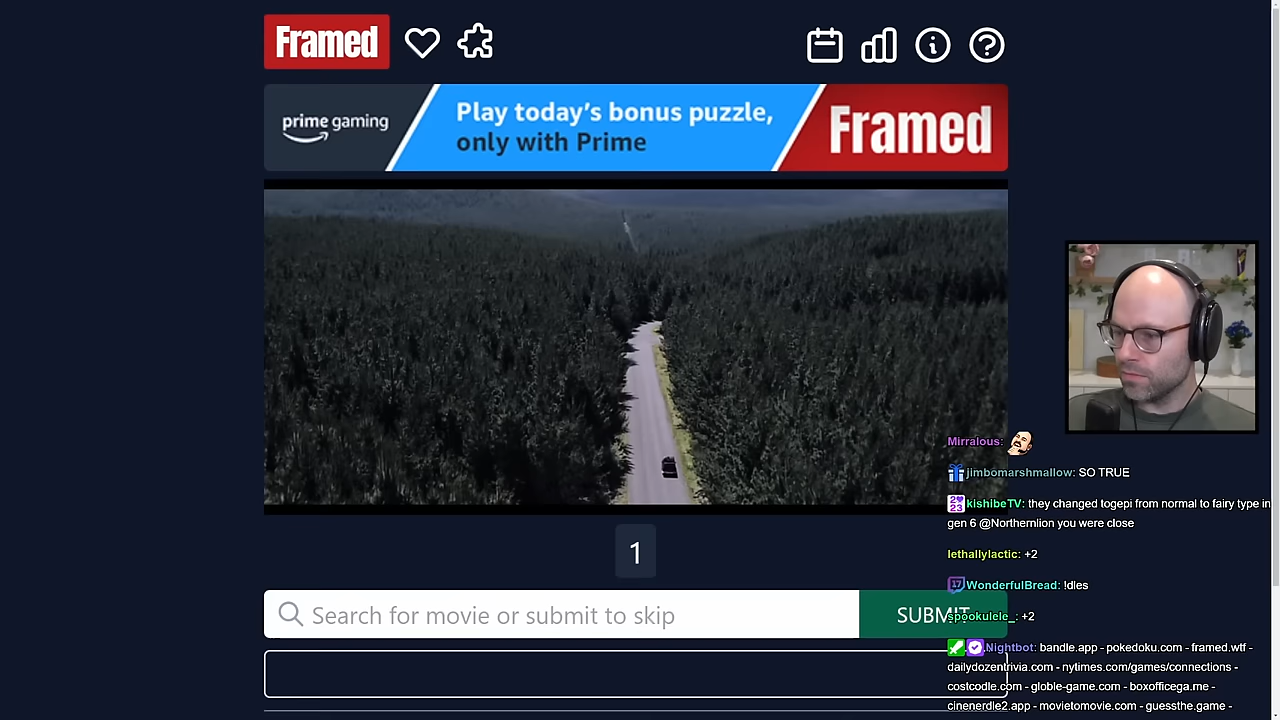 Framed
prime gaming
Play today's bonus puzzle,
only with Prime
Framed
1
Search for movie or submit to skip
SUBMIT
Mirralous:
jimbomarshmallow: SO TRUE
2
23
kishibeTV: they changed togepi from normal to fairy type in
gen 6 @Northernlion you were close
lethallylactic: +2
17
WonderfulBread: !dles
spookulele_: +2
Nightbot: bandle.app - pokedoku.com - framed.wtf -
dailydozentrivia.com - nytimes.com/games/connections -
costcodle.com - globle-game.com - boxofficega.me -
cinenerdle2.app - movietomovie.com - guessthe.game -